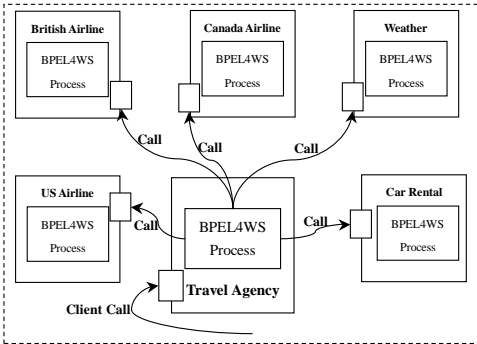 British Airline
BPEL4WS
Process
Canada Airline
BPEL4WS
Process
Weather
BPEL4WS
Process
Call
Call
Call
US Airline
BPEL4WS
Process
Call
BPEL4WS
Process
Travel Agency
Call
Car Rental
BPEL4WS
Process
Client Call